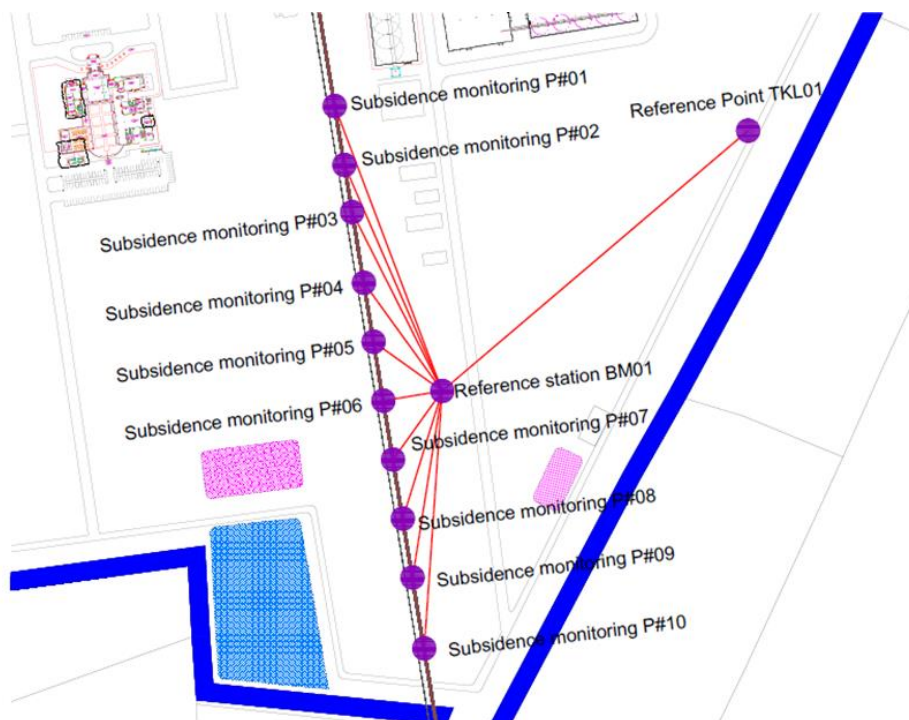 Subsidence monitoring P#01
Reference Point TKL01
Subsidence monitoring P#02
Subsidence monitoring P#03
Subsidence monitoring P#04
Subsidence monitoring P#05
Reference station BM01
Subsidence monitoring P#06
Subsidence monitoring P#07
Subsidence monitoring P#08
Subsidence monitoring P#09
Subsidence monitoring P#10